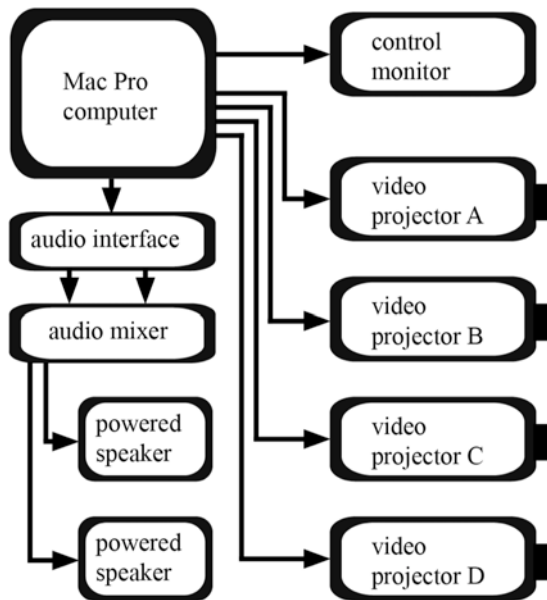 Mac Pro
computer
control
monitor
video
projector A
audio interface
video
projector B
audio mixer
powered
speaker
video
projector C
powered
speaker
video
projector D